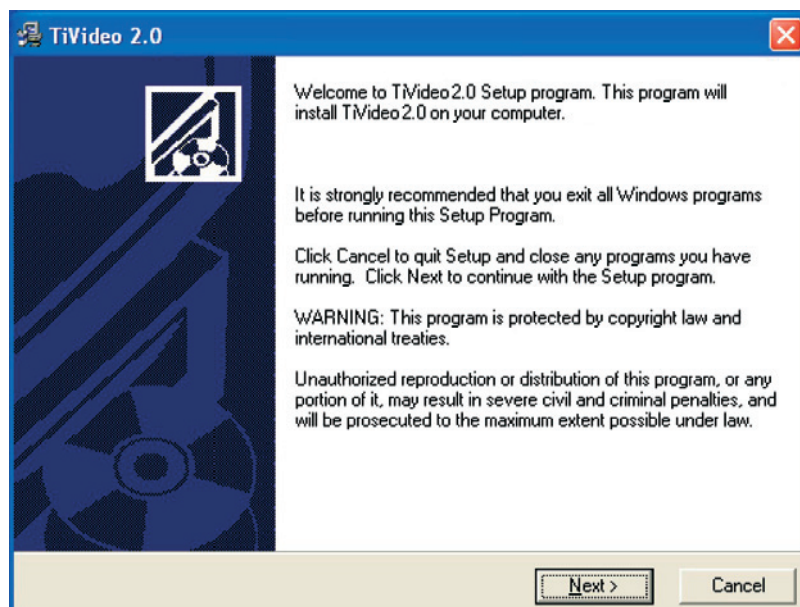 TiVideo 2.0
Welcome to TiVideo2.0 Setup program. This program will
install TiVideo2.0 on your computer.
It is strongly recommended that you exit all Windows programs
before running this Setup Program.
Click Cancel to quit Setup and close any programs you have
running. Click Next to continue with the Setup program.
WARNING: This program is protected by copyright law and
international treaties.
Unauthorized reproduction or distribution of this program, or any
portion of it, may result in severe civil and criminal penalties, and
will be prosecuted to the maximum extent possible under law.
Next > Cancel